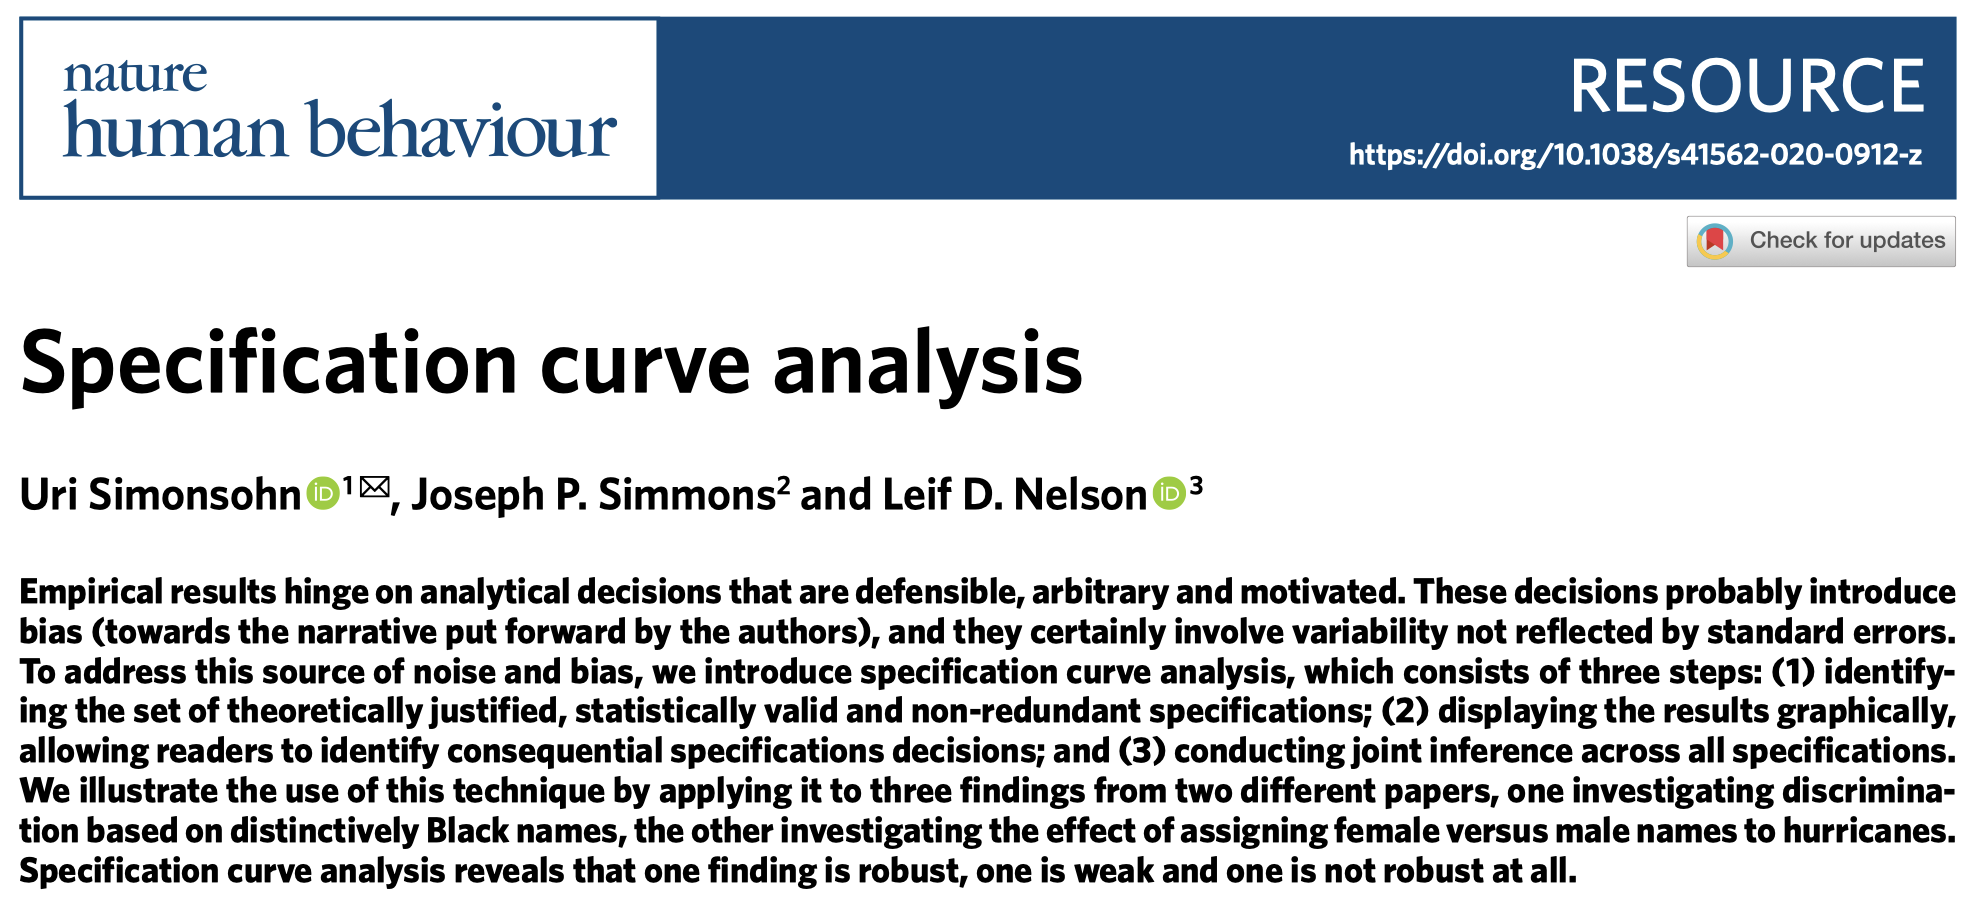 nature
human behaviour
RESOURCE
https://doi.org/10.1038/s41562-020-0912-z
Check for updates
Specification curve analysis
Uri Simonsohn iD 1, Joseph P. Simmons2 and Leif D. Nelson iD 3
Empirical results hinge on analytical decisions that are defensible, arbitrary and motivated. These decisions probably introduce
bias (towards the narrative put forward by the authors), and they certainly involve variability not reflected by standard errors.
To address this source of noise and bias, we introduce specification curve analysis, which consists of three steps: (1) identify-
ing the set of theoretically justified, statistically valid and non-redundant specifications; (2) displaying the results graphically,
allowing readers to identify consequential specifications decisions; and (3) conducting joint inference across all specifications.
We illustrate the use of this technique by applying it to three findings from two different papers, one investigating discrimina-
tion based on distinctively Black names, the other investigating the effect of assigning female versus male names to hurricanes.
Specification curve analysis reveals that one finding is robust, one is weak and one is not robust at all.